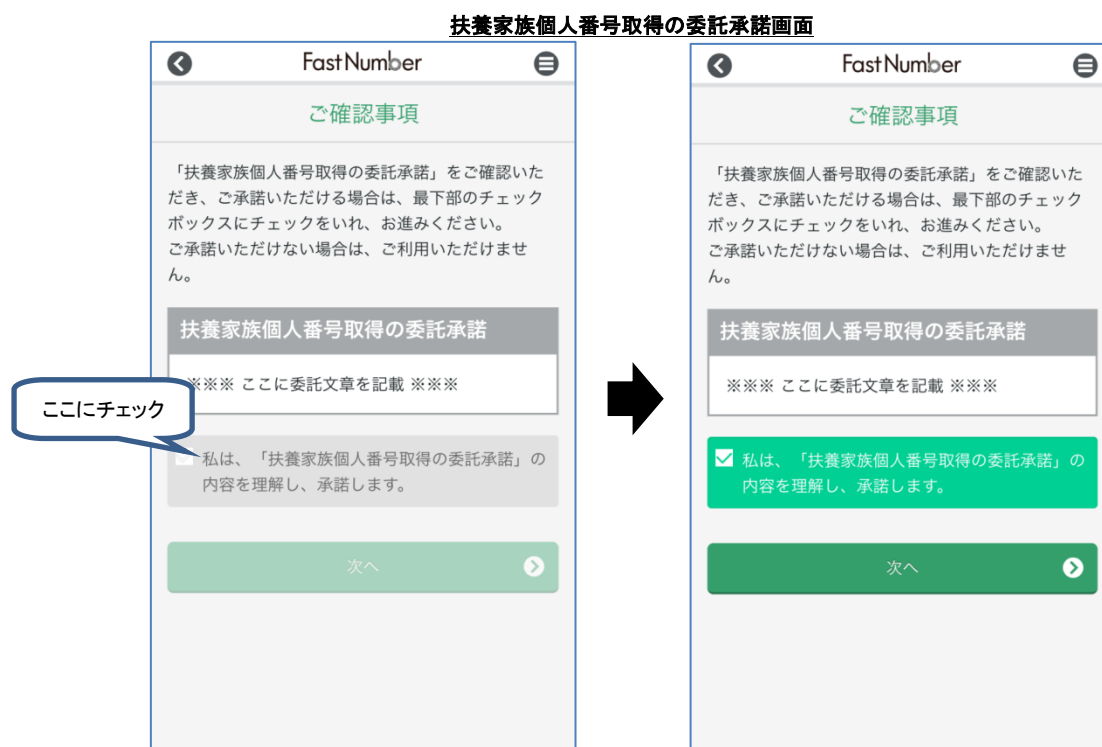 扶養家族個人番号取得の委託承諾画面
FastNumber
ご確認事項
「扶養家族個人番号取得の委託承諾」をご確認いた
だき、ご承諾いただける場合は、最下部のチェック
ボックスにチェックをいれ、お進みください。
ご承諾いただけない場合は、ご利用いただけませ
ん。
扶養家族個人番号取得の委託承諾
※※※ ここに委託文章を記載 ※※※
ここにチェック
私は、「扶養家族個人番号取得の委託承諾」の
内容を理解し、承諾します。
次へ
FastNumber
ご確認事項
「扶養家族個人番号取得の委託承諾」をご確認いた
だき、ご承諾いただける場合は、最下部のチェック
ボックスにチェックをいれ、お進みください。
ご承諾いただけない場合は、ご利用いただけませ
ん。
扶養家族個人番号取得の委託承諾
※※※ ここに委託文章を記載 ※※※
私は、「扶養家族個人番号取得の委託承諾」の
内容を理解し、承諾します。
次へ